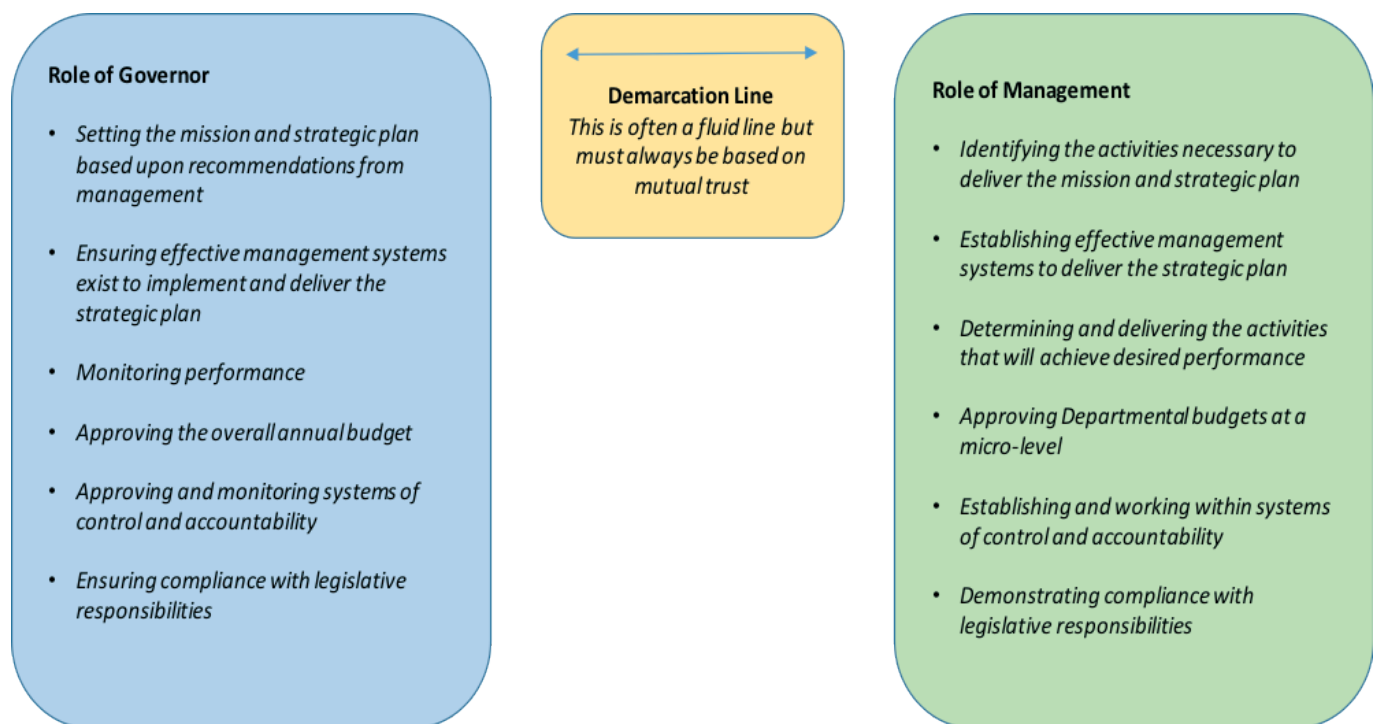 Role of Governor
• Setting the mission and strategic plan
based upon recommendations from
management
• Ensuring effective management systems
exist to implement and deliver the
strategic plan
• Monitoring performance
• Approving the overall annual budget
• Approving and monitoring systems of
control and accountability
• Ensuring compliance with legislative
responsibilities
Demarcation Line
This is often a fluid line but
must always be based on
mutual trust
Role of Management
• Identifying the activities necessary to
deliver the mission and strategic plan
• Establishing effective management
systems to deliver the strategic plan
• Determining and delivering the activities
that will achieve desired performance
• Approving Departmental budgets at a
micro-level
• Establishing and working within systems
of control and accountability
• Demonstrating compliance with
legislative responsibilities